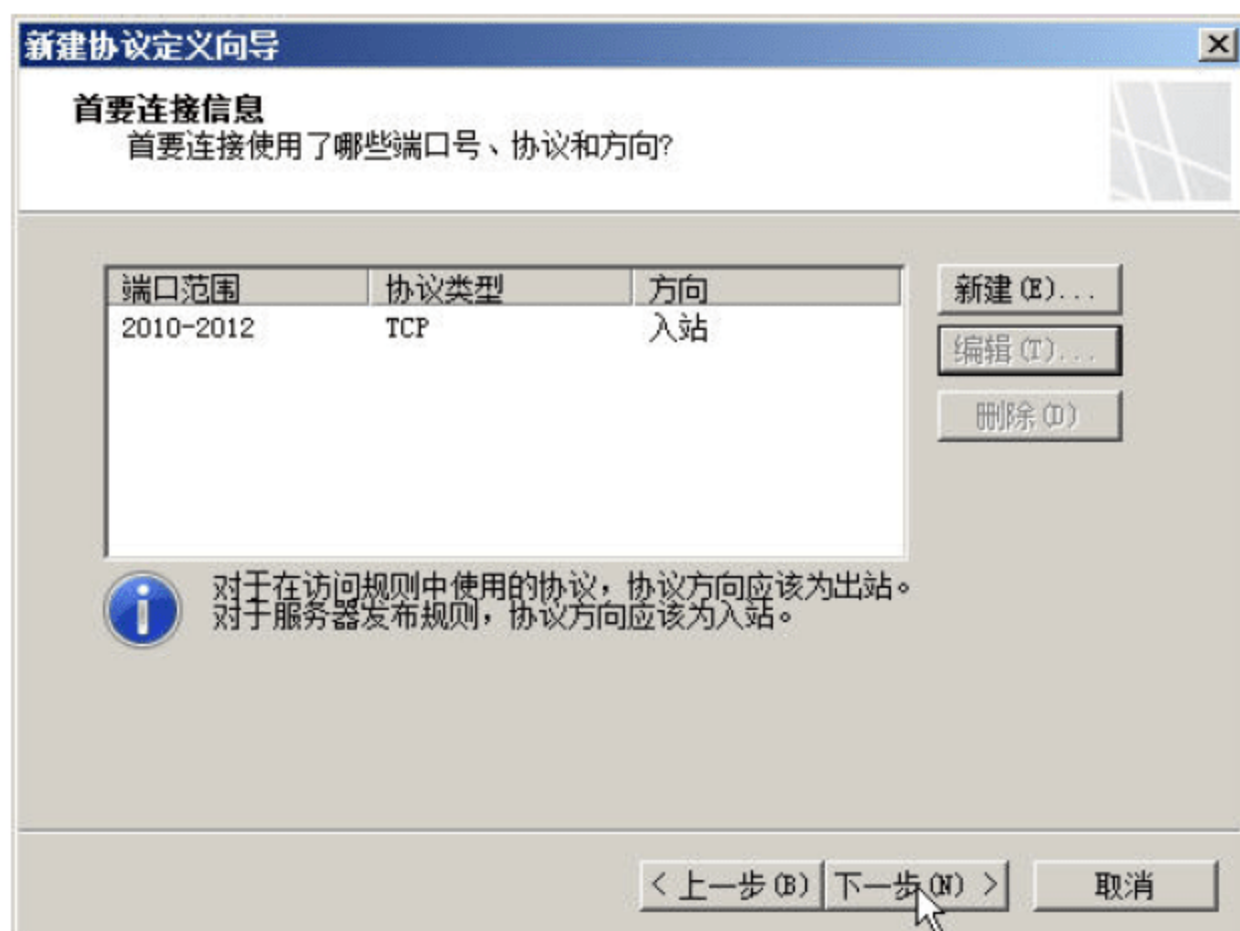 新建协议定义向导
首要连接信息
首要连接使用了哪些端口号、协议和方向?
端口范围 协议类型 方向
2010-2012 TCP 入站
新建(E)...
编辑(T)...
删除(D)
对于在访问规则中使用的协议，协议方向应该为出站。
对于服务器发布规则，协议方向应该为入站。
< 上一步(B) 下一步(N) > 取消